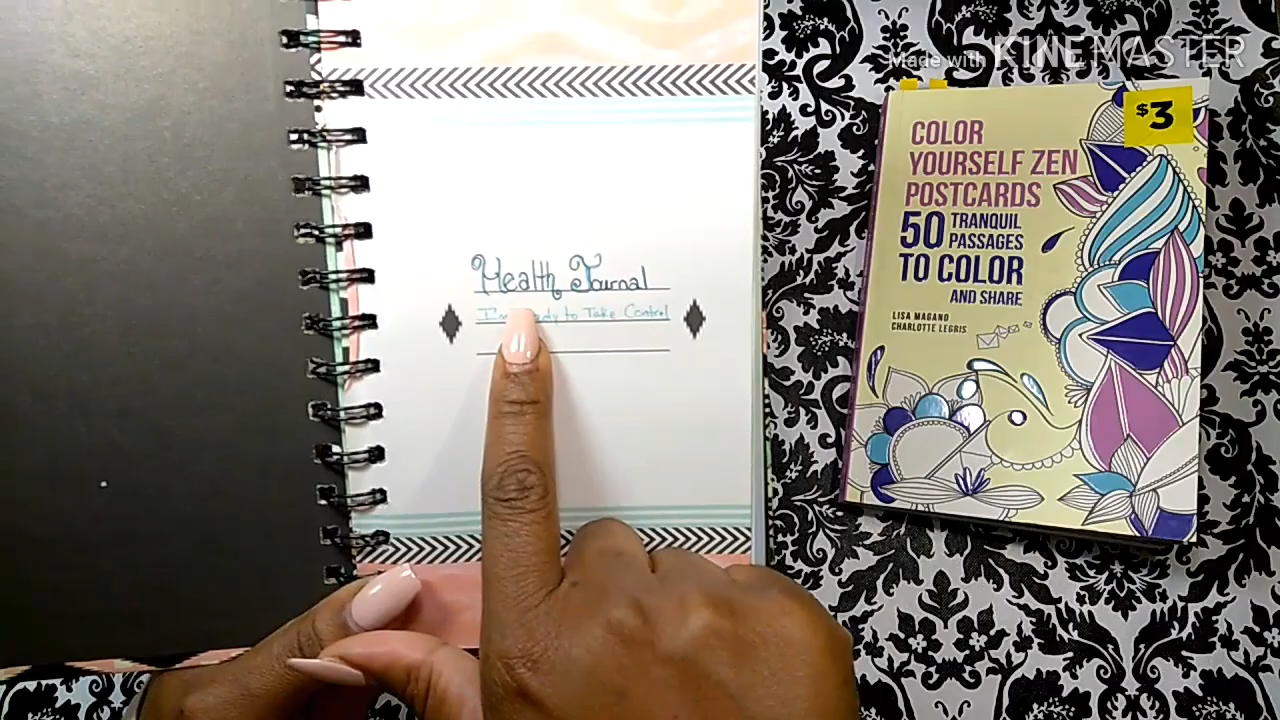 Made with KINEMASTER
Health Journal
I'm to Take Control
$3
COLOR
YOURSELF ZEN
POSTCARDS
50 TRANQUIL
PASSAGES
TO COLOR
AND SHARE
LISA MAGANO
CHARLOTTE LEGRIS